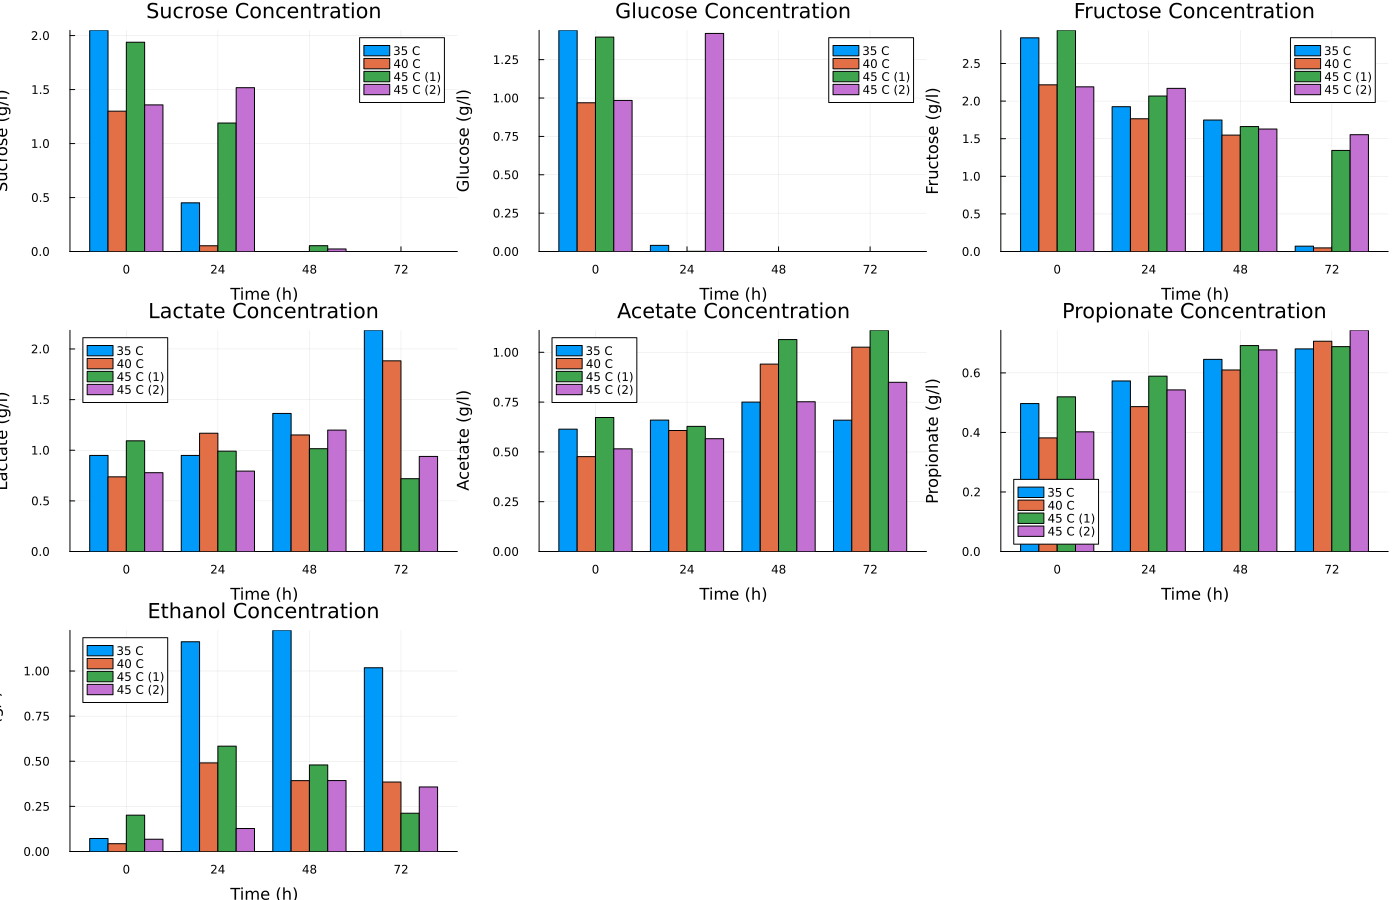 Sucrose Concentration
Sucrose (g/l)
2.0
1.5
1.0
0.5
0.0
35 C
40 C
45 C (1)
45 C (2)
0 24 48 72
Time (h)
Glucose Concentration
Glucose (g/l)
1.25
1.00
0.75
0.50
0.25
0.00
35 C
40 C
45 C (1)
45 C (2)
0 24 48 72
Time (h)
Fructose Concentration
Fructose (g/l)
2.5
2.0
1.5
1.0
0.5
0.0
35 C
40 C
45 C (1)
45 C (2)
0 24 48 72
Time (h)
Lactate Concentration
Lactate (g/l)
2.0
1.5
1.0
0.5
0.0
35 C
40 C
45 C (1)
45 C (2)
0 24 48 72
Time (h)
Acetate Concentration
Acetate (g/l)
1.00
0.75
0.50
0.25
0.00
35 C
40 C
45 C (1)
45 C (2)
0 24 48 72
Time (h)
Propionate Concentration
Propionate (g/l)
0.6
0.4
0.2
0.0
35 C
40 C
45 C (1)
45 C (2)
0 24 48 72
Time (h)
Ethanol Concentration
1.00
0.75
0.50
0.25
0.00
35 C
40 C
45 C (1)
45 C (2)
0 24 48 72
Time (h)